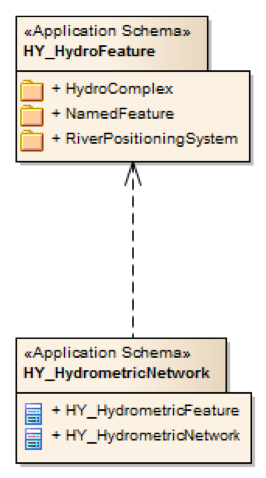 «Application Schema»
HY_HydroFeature
+ HydroComplex
+ NamedFeature
+ RiverPositioningSystem
«Application Schema»
HY_HydrometricNetwork
+ HY_HydrometricFeature
+ HY_HydrometricNetwork